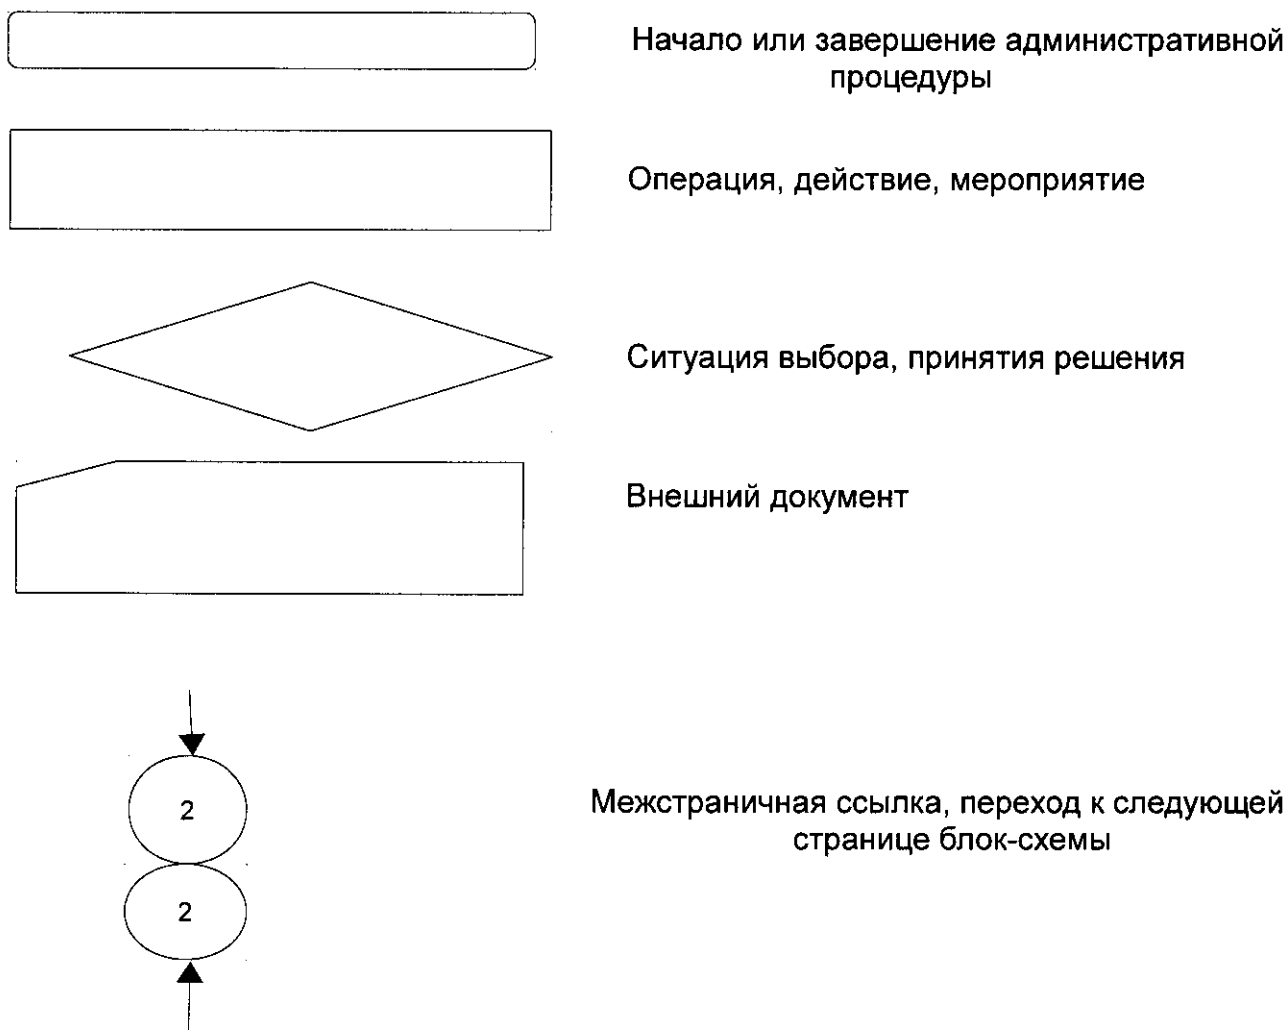 Начало или завершение административной
процедуры
Операция, действие, мероприятие
Ситуация выбора, принятия решения
Внешний документ
2
Межстраничная ссылка, переход к следующей
странице блок-схемы
2